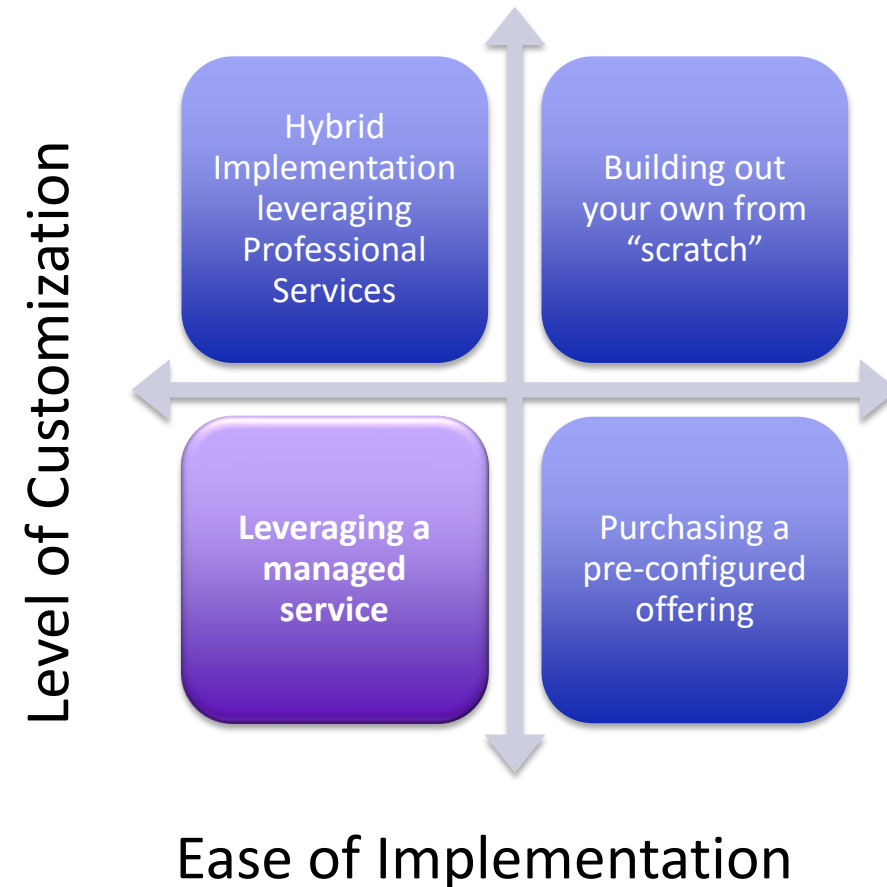 Level of Customization
Hybrid
Implementation
leveraging
Professional
Services
Building out
your own from
“scratch”
Leveraging a
managed
service
Purchasing a
pre-configured
offering
Ease of Implementation